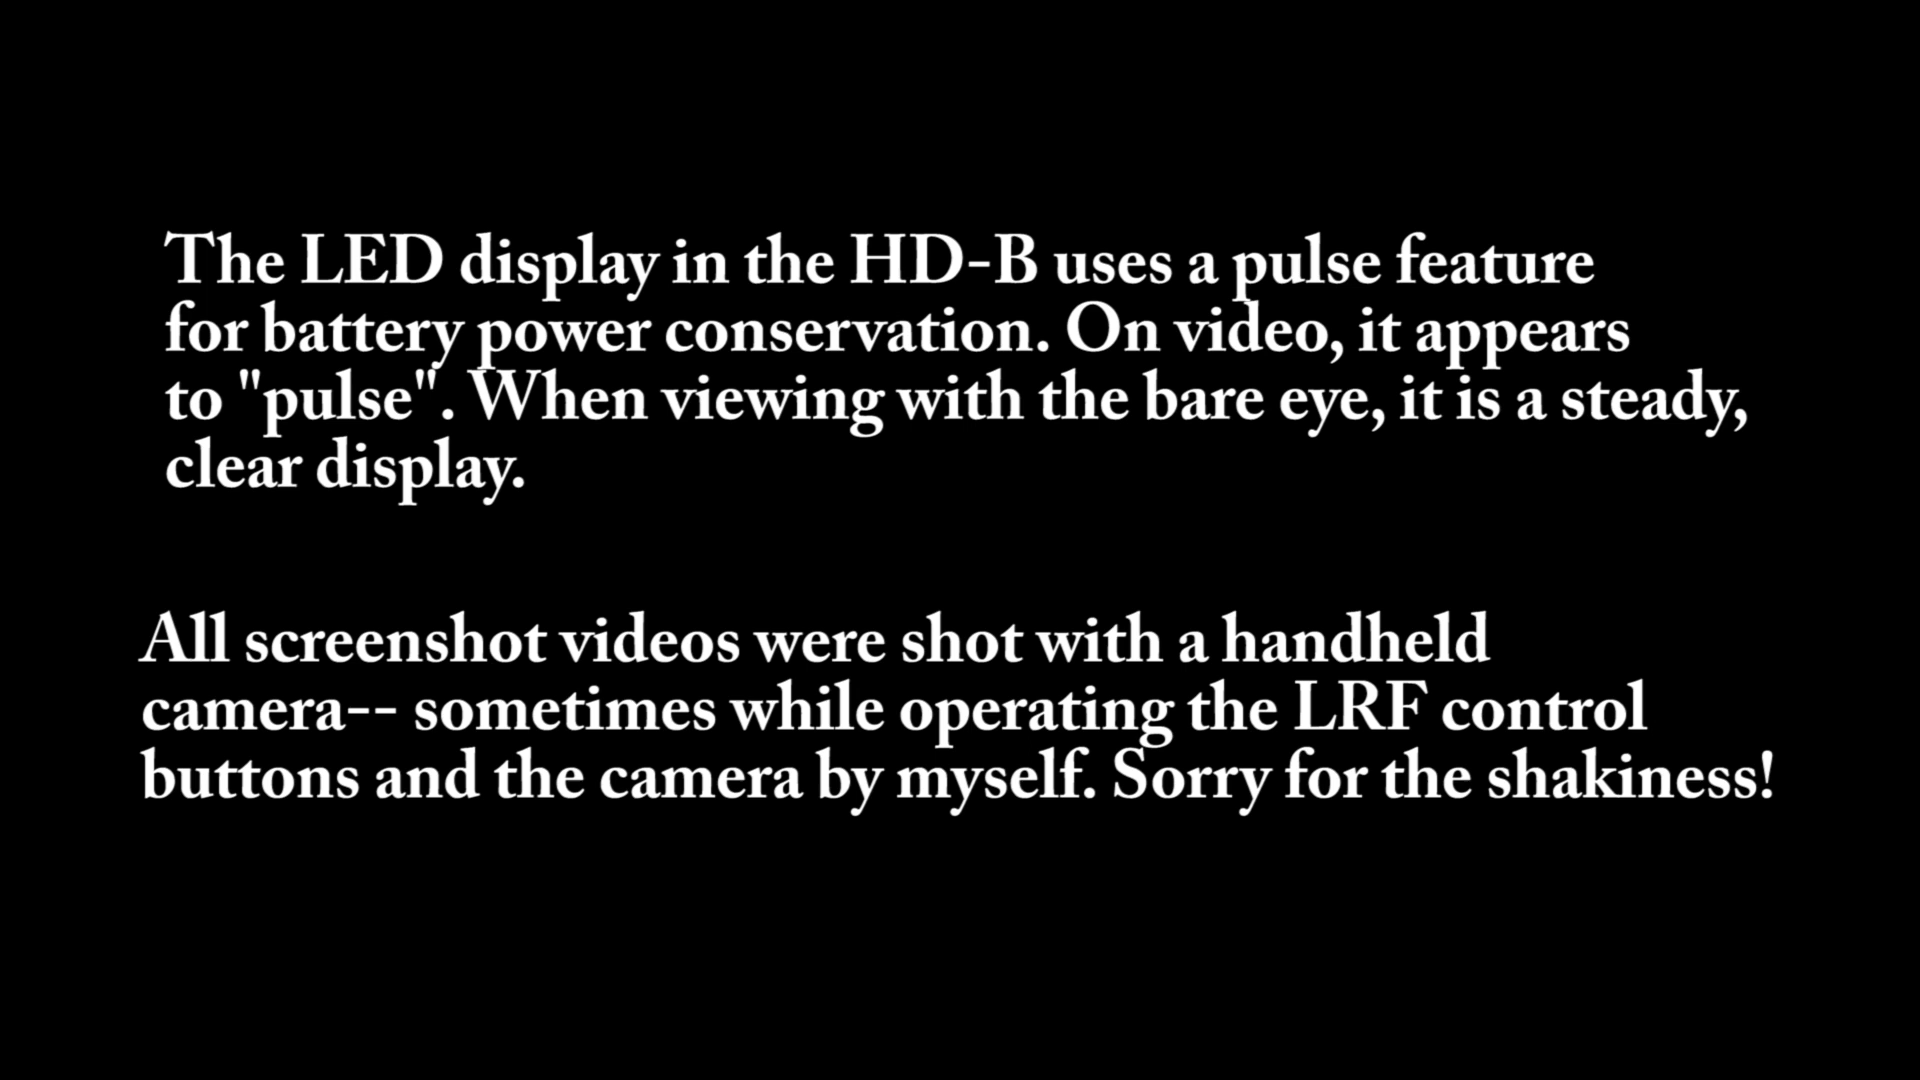 The LED display in the HD-B uses a pulse feature
for battery power conservation. On video, it appears
to "pulse". When viewing with the bare eye, it is a steady,
clear display.
All screenshot videos were shot with a handheld
camera-- sometimes while operating the LRF control
buttons and the camera by myself. Sorry for the shakiness!